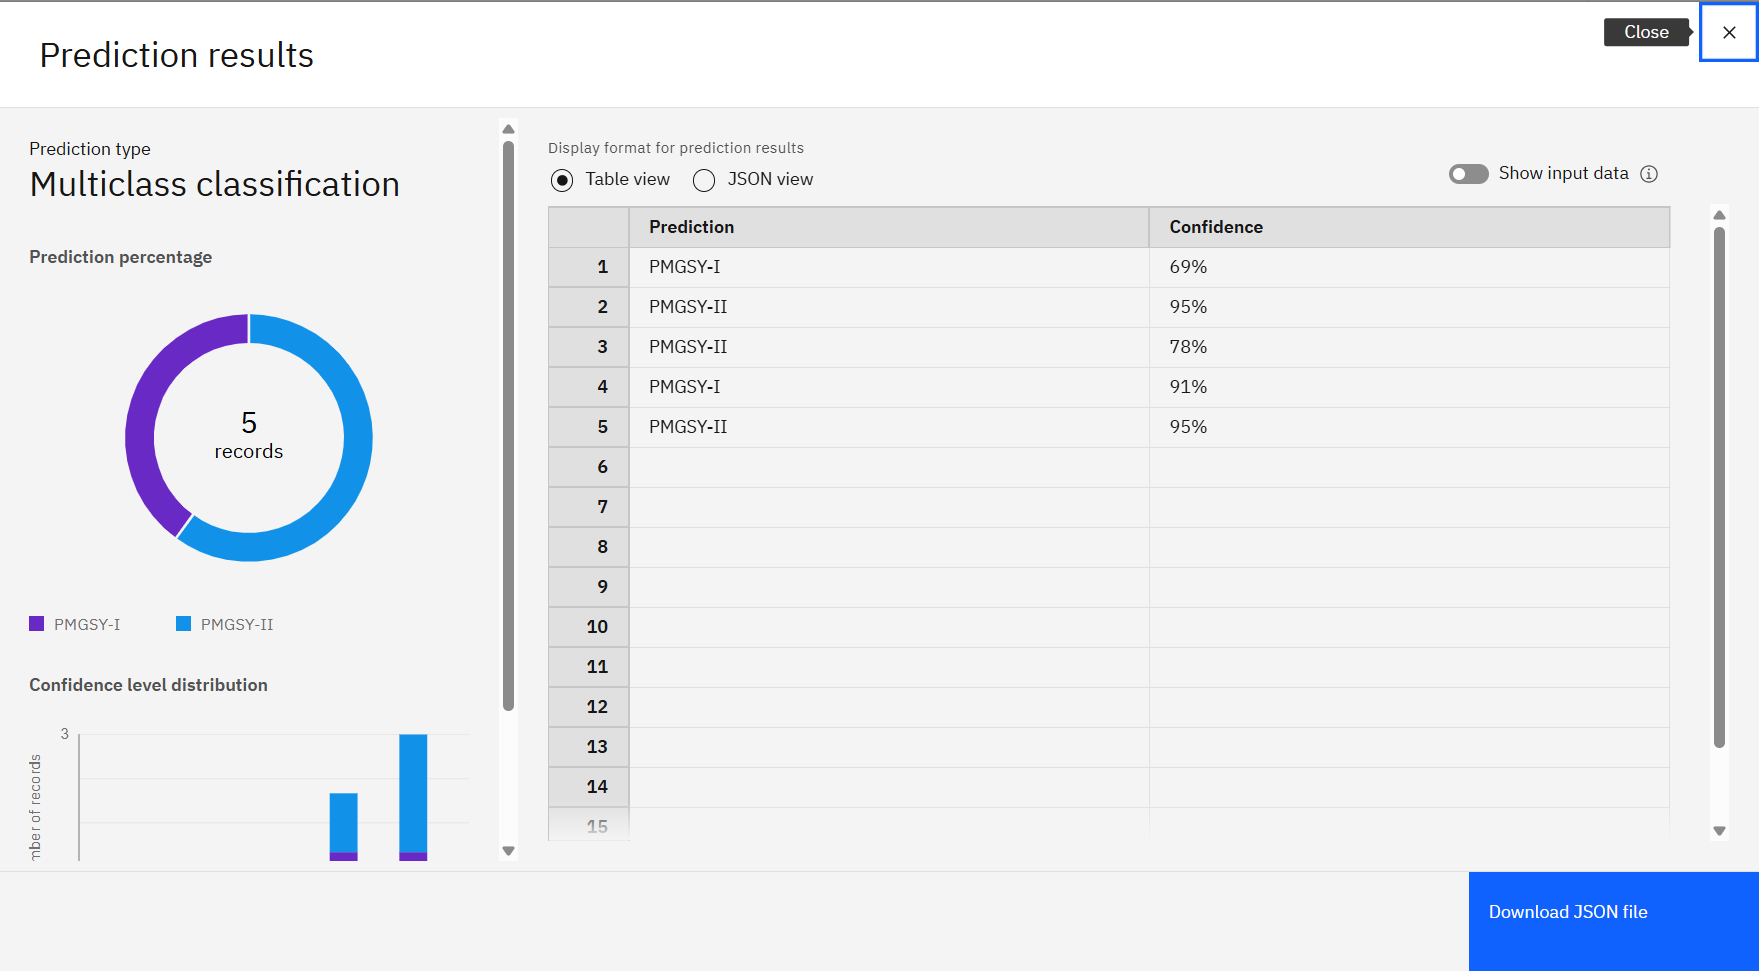 Prediction results
Close
Prediction type
Multiclass classification
Prediction percentage
5
records
PMGSY-I PMGSY-II
Confidence level distribution
3
mber of records
Display format for prediction results
Table view JSON view
Show input data
Prediction Confidence
1 PMGSY-I 69%
2 PMGSY-II 95%
3 PMGSY-II 78%
4 PMGSY-I 91%
5 PMGSY-II 95%
6
7
8
9
10
11
12
13
14
15
Download JSON file